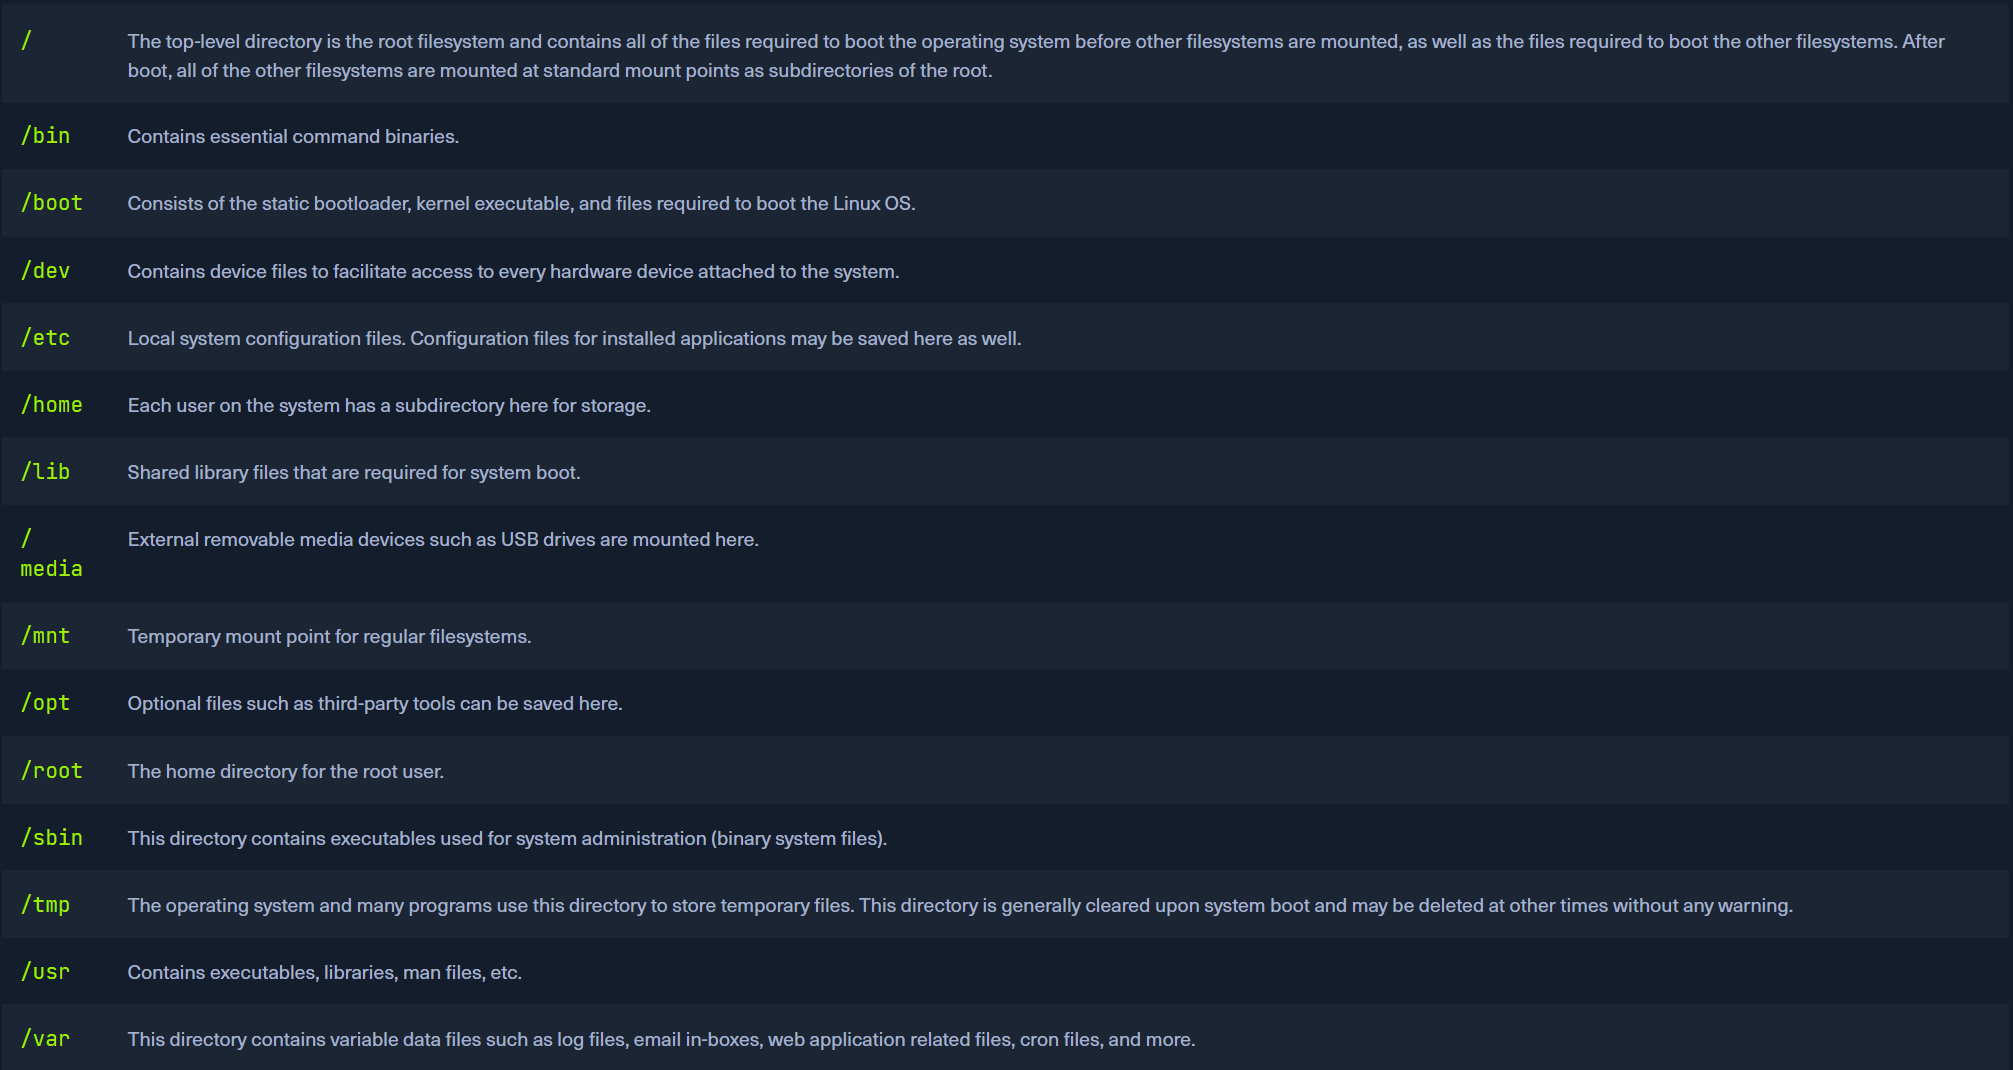 / The top-level directory is the root filesystem and contains all of the files required to boot the operating system before other filesystems are mounted, as well as the files required to boot the other filesystems. After
boot, all of the other filesystems are mounted at standard mount points as subdirectories of the root.
/bin Contains essential command binaries.
/boot Consists of the static bootloader, kernel executable, and files required to boot the Linux OS.
/dev Contains device files to facilitate access to every hardware device attached to the system.
/etc Local system configuration files. Configuration files for installed applications may be saved here as well.
/home Each user on the system has a subdirectory here for storage.
/lib Shared library files that are required for system boot.
/ External removable media devices such as USB drives are mounted here.
media
/mnt Temporary mount point for regular filesystems.
/opt Optional files such as third-party tools can be saved here.
/root The home directory for the root user.
/sbin This directory contains executables used for system administration (binary system files).
/tmp The operating system and many programs use this directory to store temporary files. This directory is generally cleared upon system boot and may be deleted at other times without any warning.
/usr Contains executables, libraries, man files, etc.
/var This directory contains variable data files such as log files, email in-boxes, web application related files, cron files, and more.